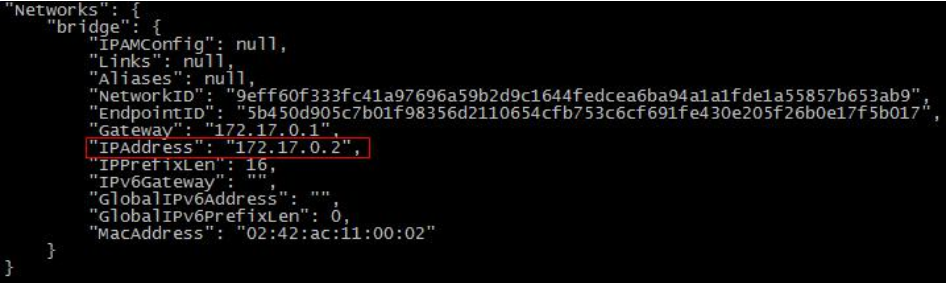 "Networks": {
"bridge": {
"IPAMConfig": null,
"Links": null,
"Aliases": null,
"NetworkID": "9eff60f333fc41a97696a59b2d9c1644fedcea6ba94a1a1fde1a55857b653ab9",
"EndpointID": "5b450d905c7b01f98356d2110654cfb753c6cf691fe430e205f26b0e17f5b017",
"Gateway": "172.17.0.1",
"IPAddress": "172.17.0.2",
"IPPrefixLen": 16,
"IPv6Gateway": "",
"GlobalIPv6Address": "",
"GlobalIPv6PrefixLen": 0,
"MacAddress": "02:42:ac:11:00:02"
}
}